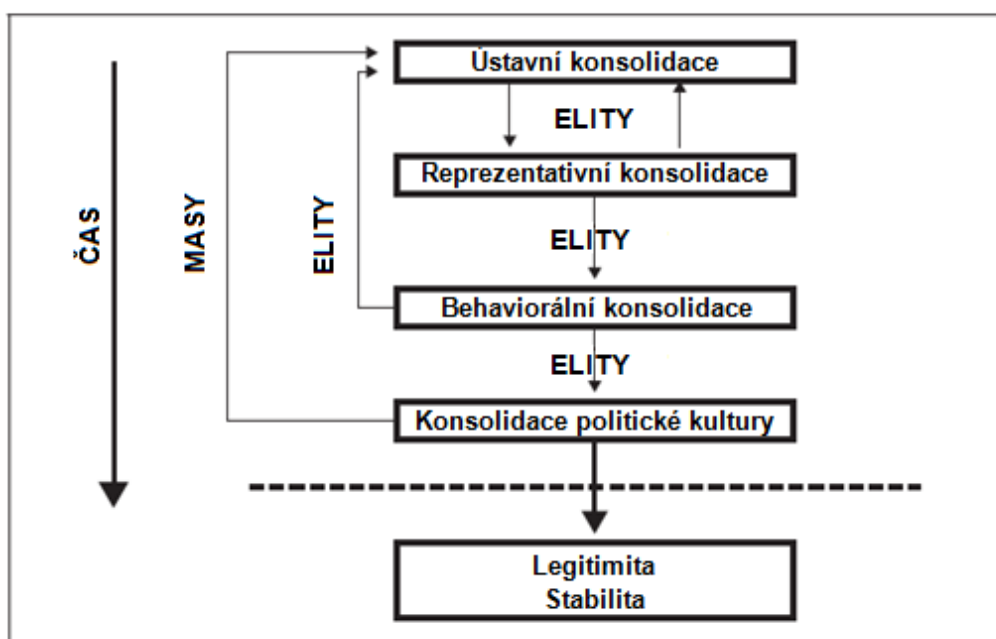 Ústavní konsolidace
ELITY
Reprezentativní konsolidace
ČAS
MASY
ELITY
ELITY
Behaviorální konsolidace
ELITY
Konsolidace politické kultury
Legitimita
Stabilita